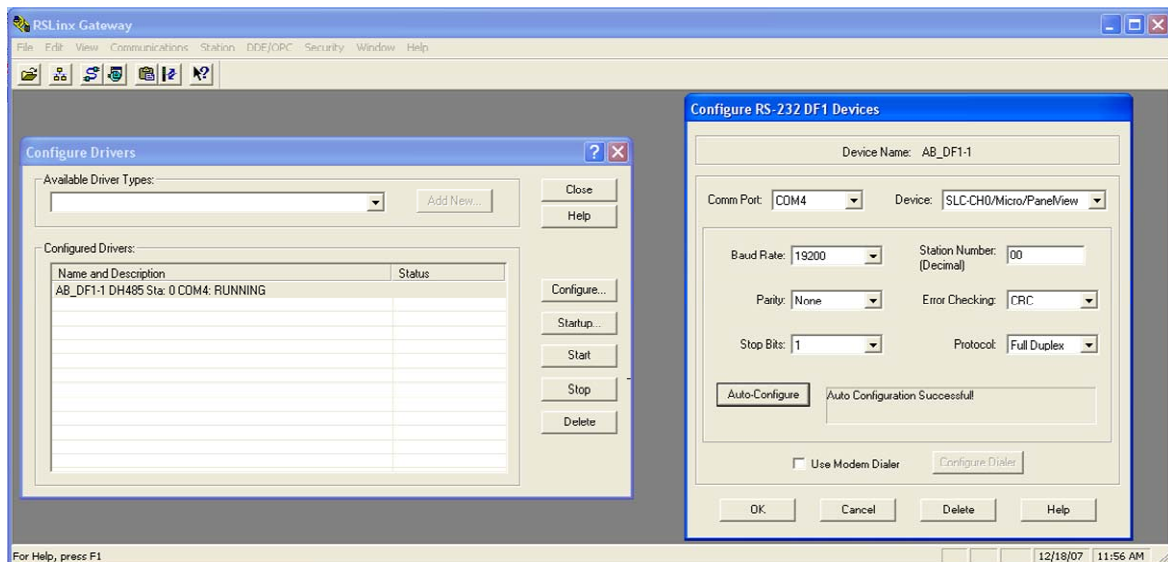 RSLinx Gateway
File Edit View Communications Station DDE/OPC Security Window Help
Configure Drivers
Available Driver Types:
Add New...
Close
Help
Configured Drivers:
Name and Description Status
AB_DF1-1 DH485 Sta: 0 COM4: RUNNING
Configure...
Startup...
Start
Stop
Delete
Configure RS-232 DF1 Devices
Device Name: AB_DF1-1
Comm Port: COM4 Device: SLC-CH0/Micro/PanelView
Baud Rate: 19200 Station Number: 00
(Decimal)
Parity: None Error Checking: CRC
Stop Bits: 1 Protocol: Full Duplex
Auto-Configure Auto Configuration Successful!
Use Modem Dialer Configure Dialer
OK Cancel Delete Help
For Help, press F1 12/18/07 11:56 AM